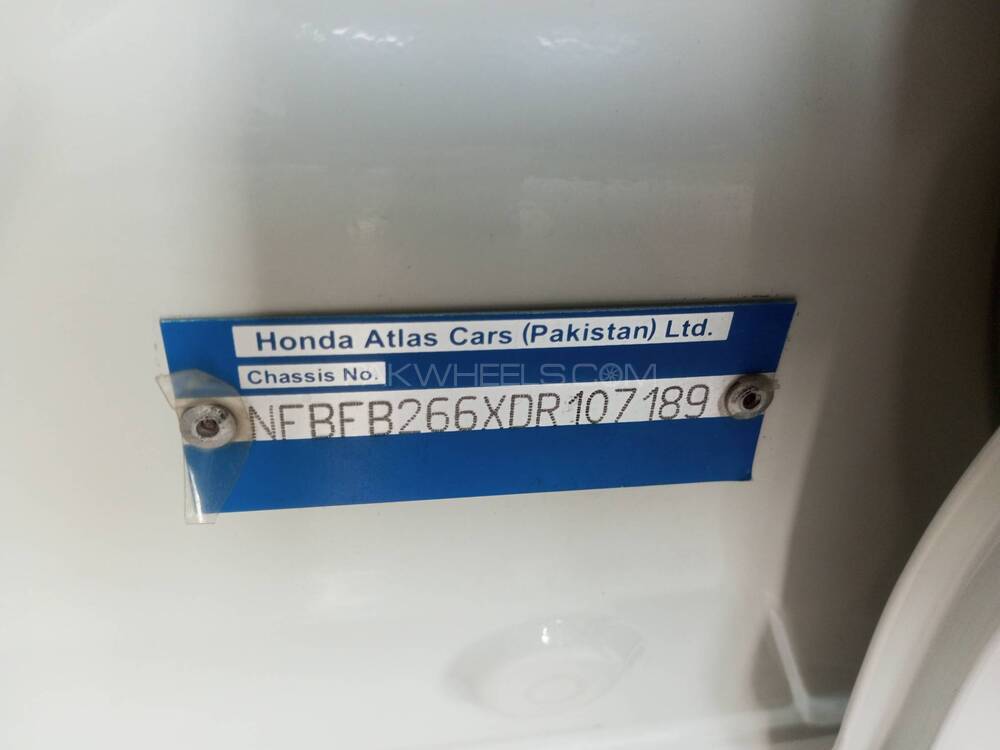 Honda Atlas Cars (Pakistan) Ltd.
Chassis No.
NFBFB266XDR107189